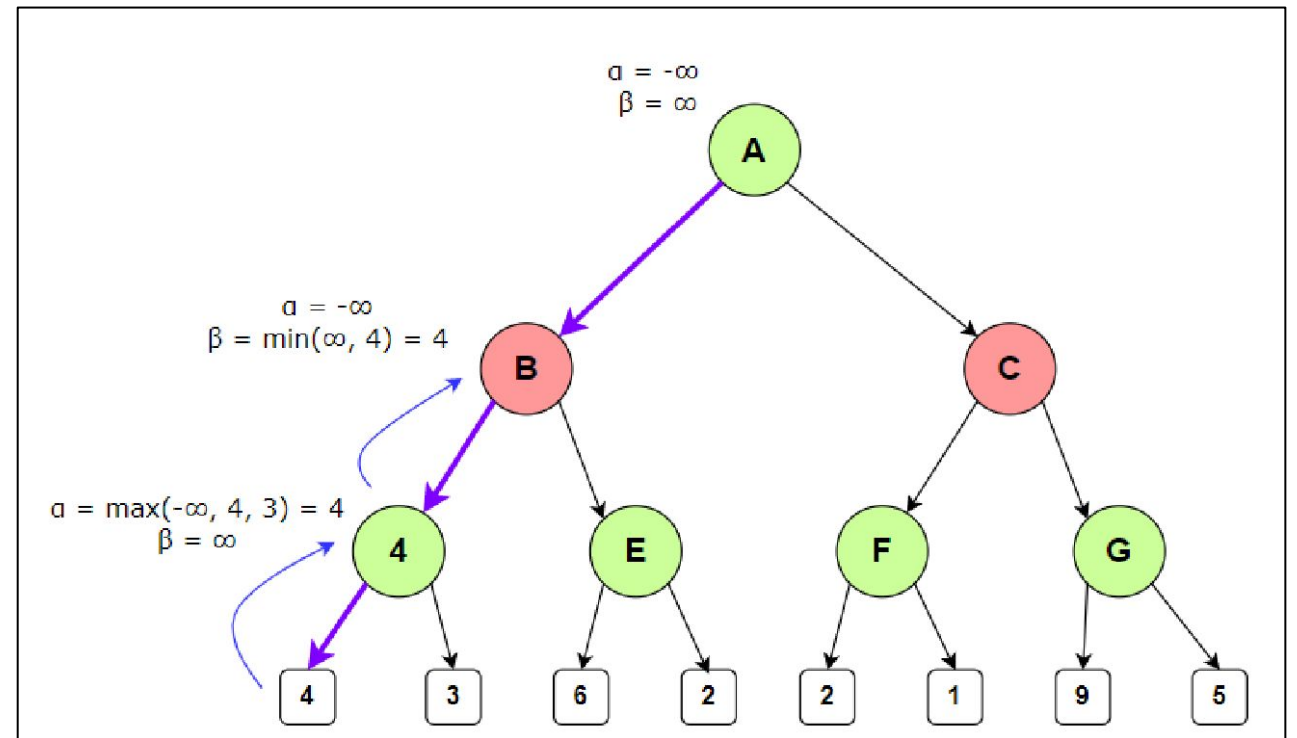 α = -∞
β = ∞
A
α = -∞
β = min(∞, 4) = 4
B
C
α = max(-∞, 4, 3) = 4
β = ∞
4
E
F
G
4
3
6
2
2
1
9
5